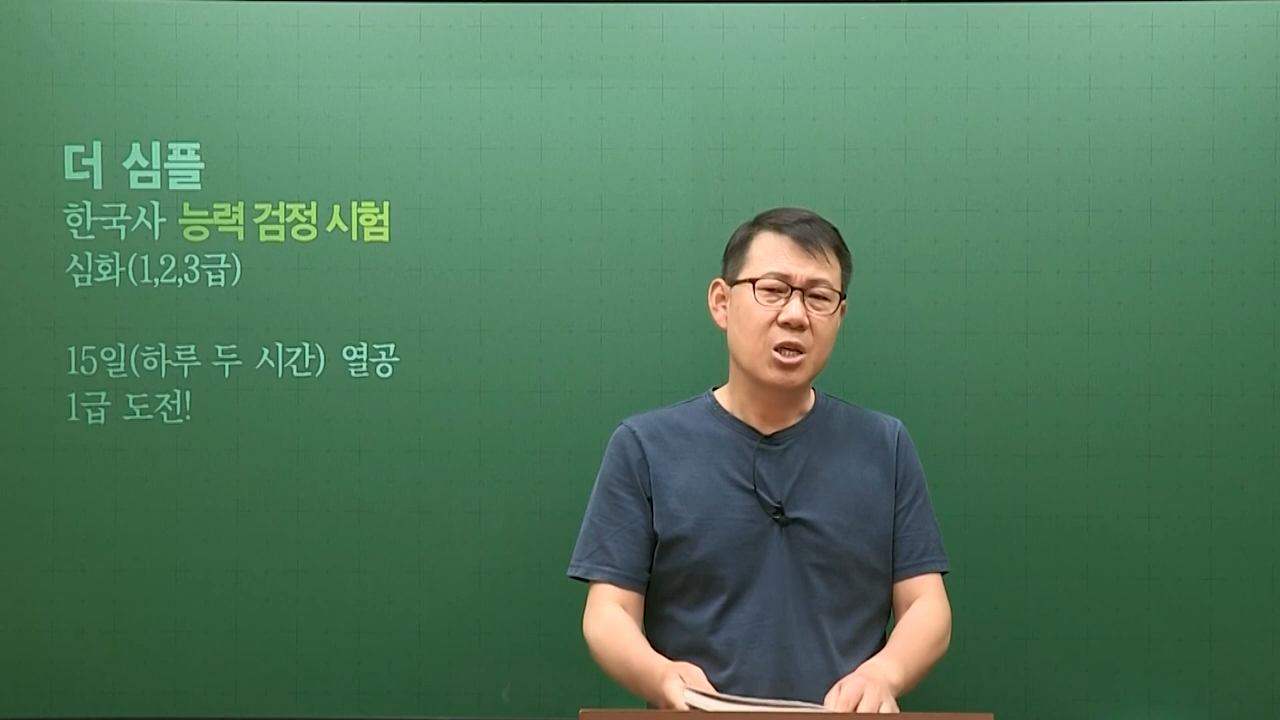 더 심플
한국사 능력 검정 시험
심화(1,2,3급)
15일(하루 두 시간) 열공
1급 도전!